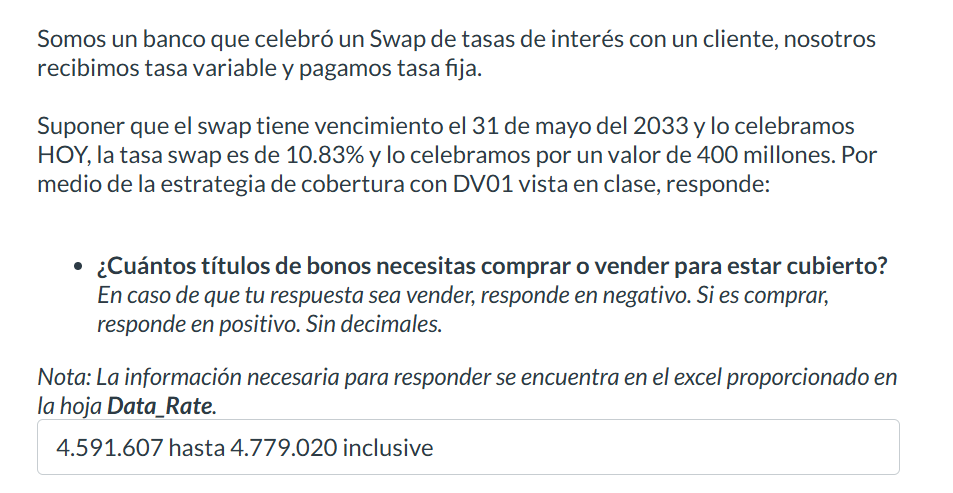 Somos un banco que celebró un Swap de tasas de interés con un cliente, nosotros
recibimos tasa variable y pagamos tasa fija.
Suponer que el swap tiene vencimiento el 31 de mayo del 2033 y lo celebramos
HOY, la tasa swap es de 10.83% y lo celebramos por un valor de 400 millones. Por
medio de la estrategia de cobertura con DV01 vista en clase, responde:
• ¿Cuántos títulos de bonos necesitas comprar o vender para estar cubierto?
En caso de que tu respuesta sea vender, responde en negativo. Si es comprar,
responde en positivo. Sin decimales.
Nota: La información necesaria para responder se encuentra en el excel proporcionado en
la hoja Data_Rate.
4.591.607 hasta 4.779.020 inclusive